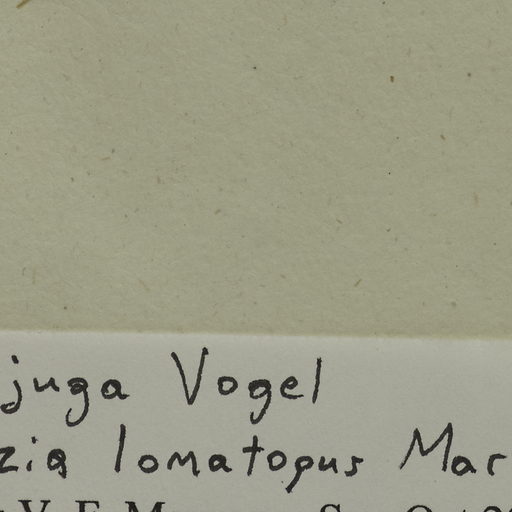 juga Vogel
zia lomatopus Mar
V. F. M